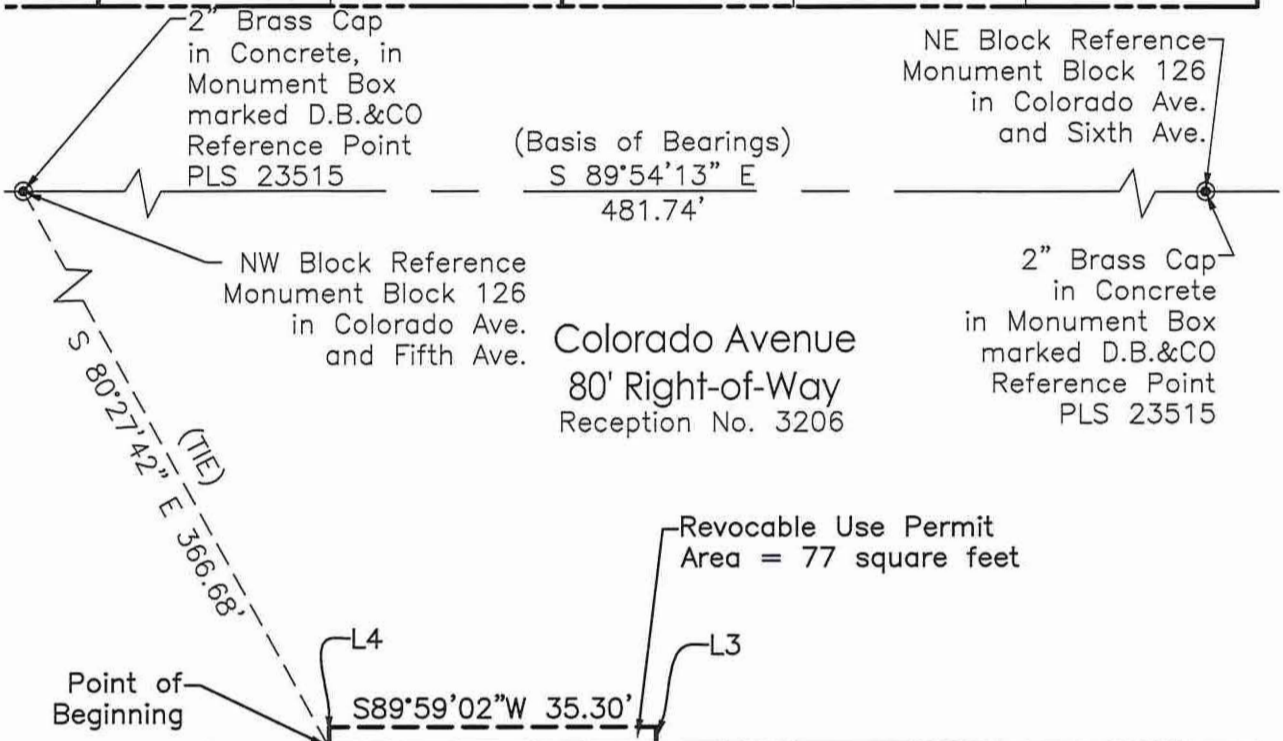 2" Brass Cap
in Concrete, in
Monument Box
marked D.B.&CO
Reference Point
PLS 23515
(Basis of Bearings)
S 89°54'13" E
481.74'
NE Block Reference
Monument Block 126
in Colorado Ave.
and Sixth Ave.
NW Block Reference
Monument Block 126
in Colorado Ave.
and Fifth Ave.
Colorado Avenue
80' Right-of-Way
Reception No. 3206
2" Brass Cap
in Concrete
in Monument Box
marked D.B.&CO
Reference Point
PLS 23515
(TIE)
S 80°27'42" E 366.68'
Revocable Use Permit
Area = 77 square feet
L4
L3
Point of
Beginning
S89°59'02"W 35.30'